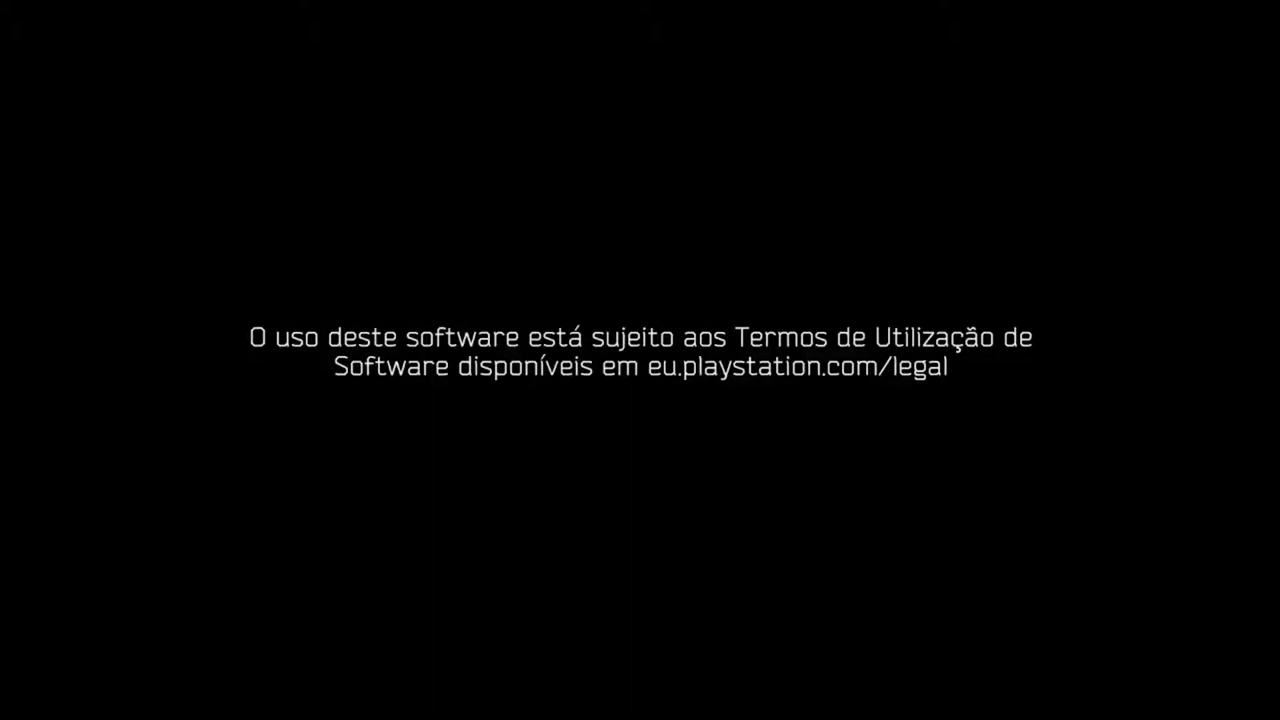 O uso deste software está sujeito aos Termos de Utilização de
Software disponíveis em eu.playstation.com/legal